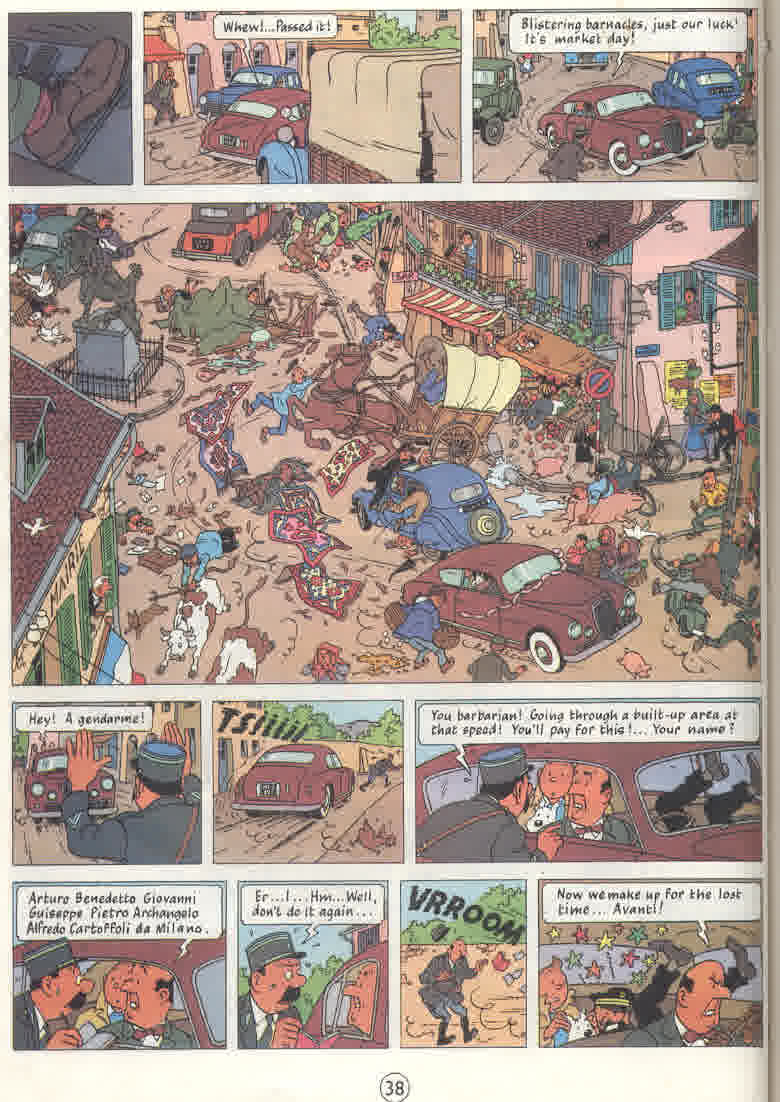 Whew!...Passed it!
Blistering barnacles, just our luck!
It's market day!
MAIRIE
Hey! A gendarme!
TSIIIII
You barbarian! Going through a built-up area at
that speed! You'll pay for this!... Your name?
Arturo Benedetto Giovanni
Guiseppe Pietro Archangelo
Alfredo Cartoffoli da Milano.
Er...I... Hm...Well,
don't do it again...
VRROOM
Now we make up for the lost
time... Avanti!
38